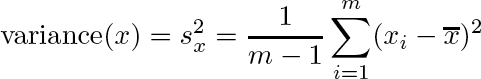 variance(x) = s_x^2 = \frac{1}{m-1} \sum_{i=1}^{m} (x_i - \overline{x})^2